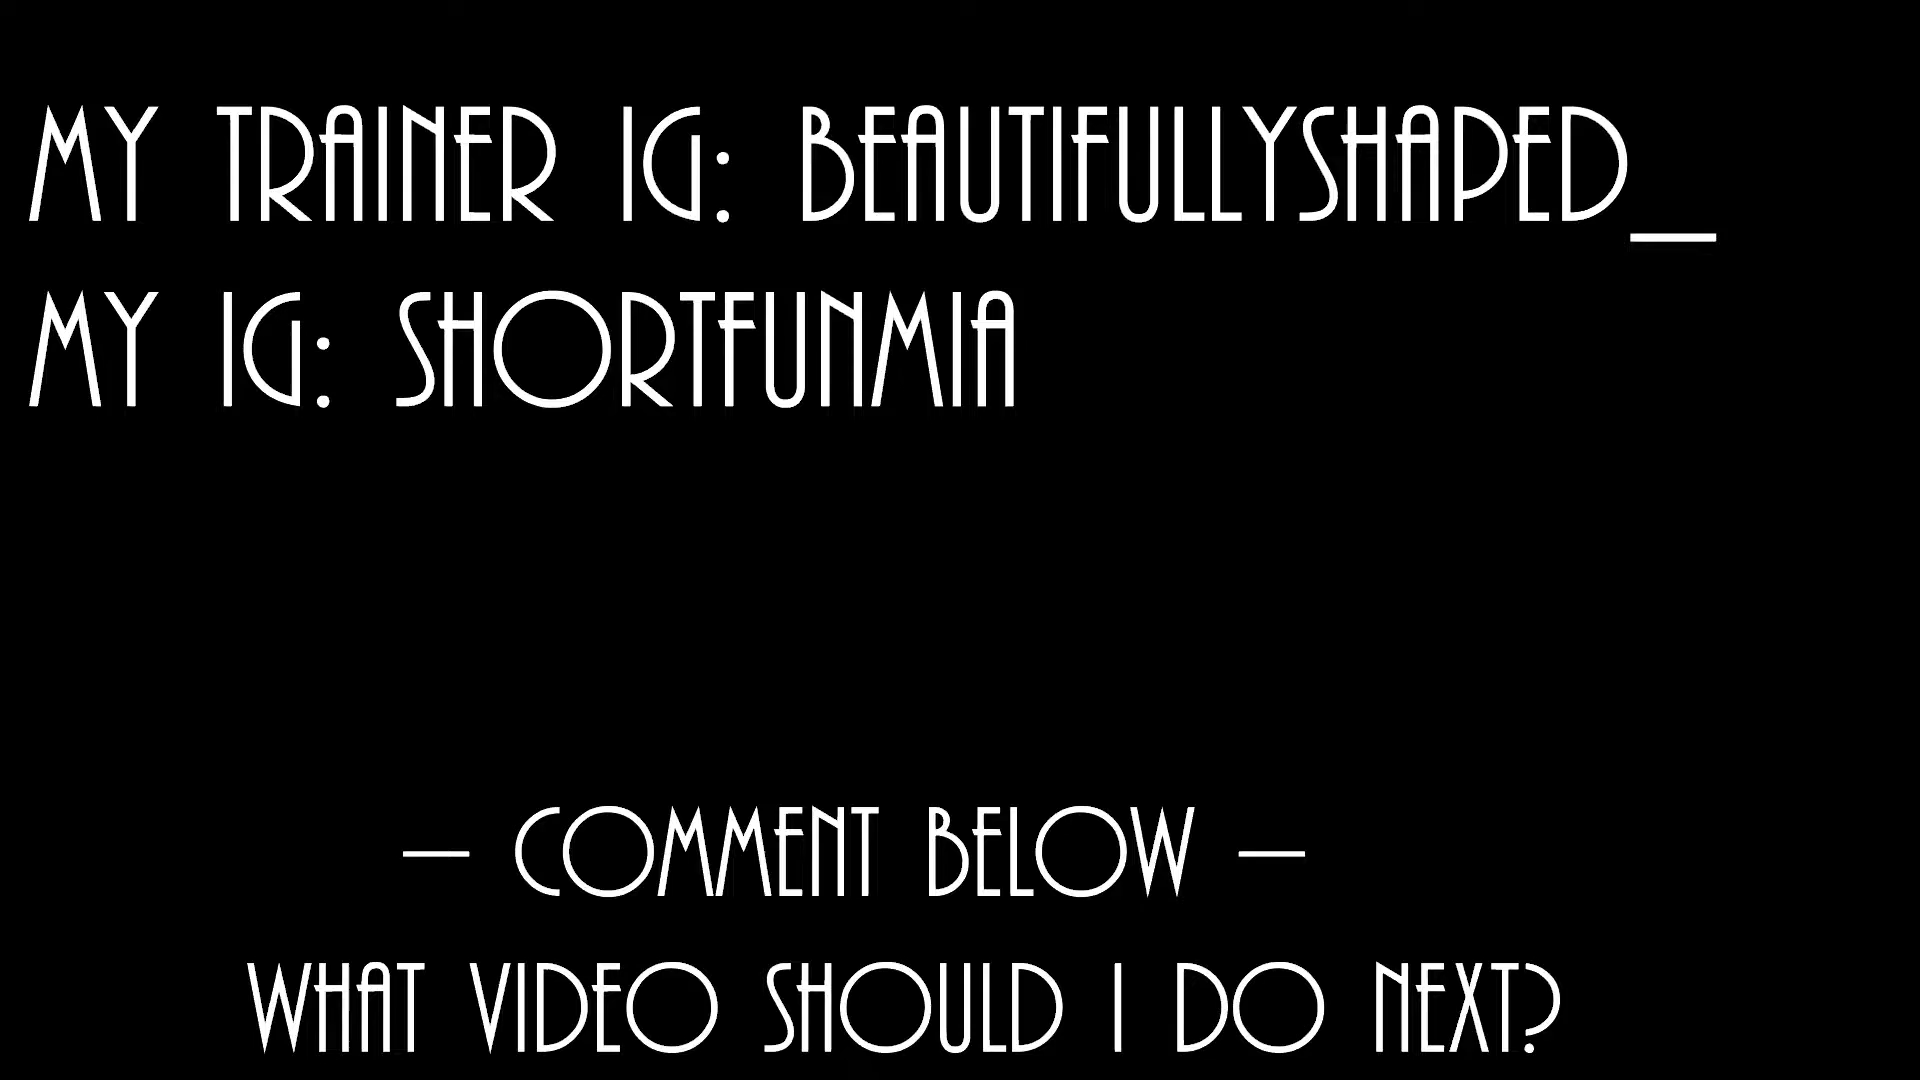 MY TRAINER IG: BEAUTIFULLYSHAPED_
MY IG: SHORTFUNMIA
— COMMENT BELOW —
WHAT VIDEO SHOULD I DO NEXT?